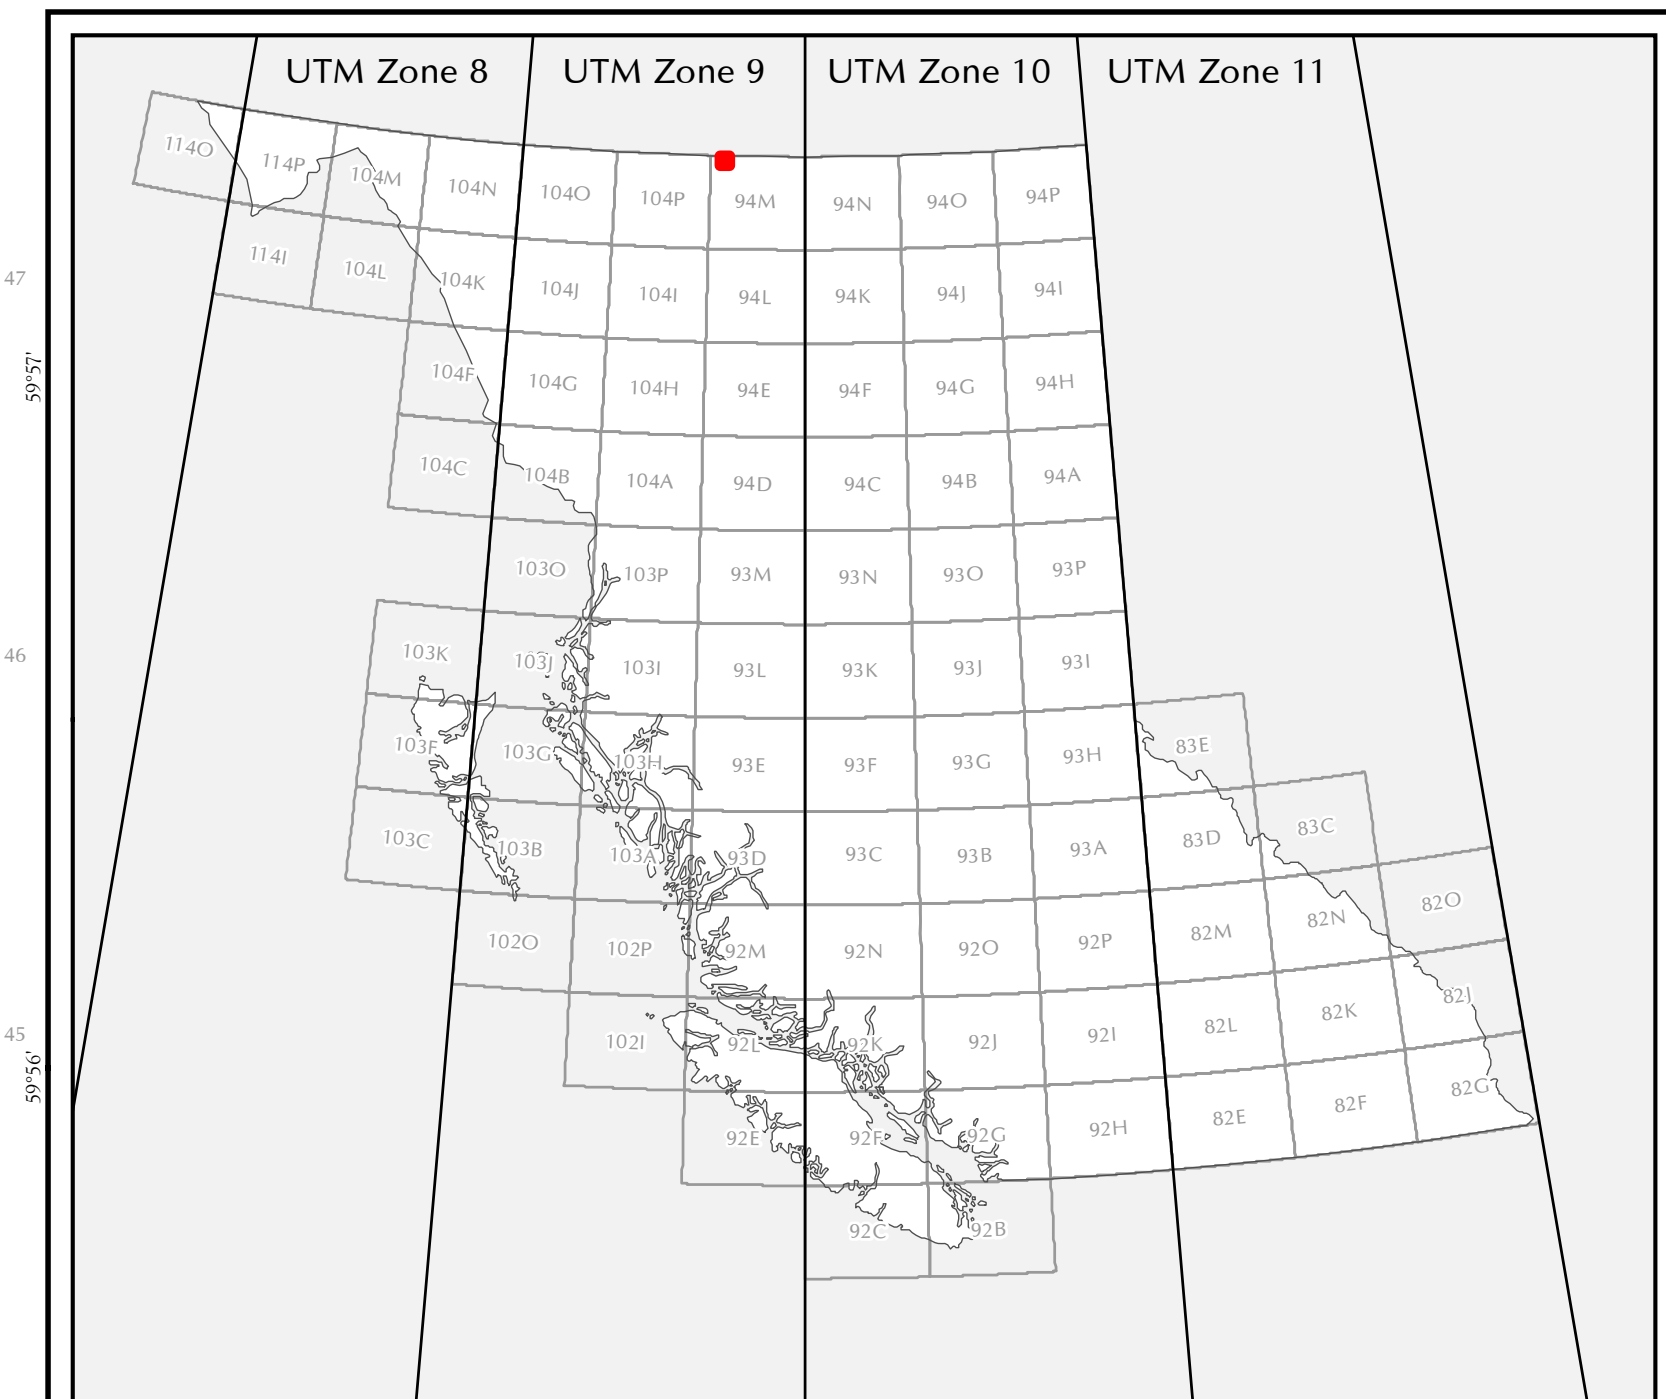 UTM Zone 8 UTM Zone 9 UTM Zone 10 UTM Zone 11
114O 114P 104M 104N 104O 104P 94M 94N 94O 94P
47 114I 104L 104K 104J 104I 94L 94K 94J 94I
59°57' 104F 104G 104H 94E 94F 94G 94H
104C 104B 104A 94D 94C 94B 94A
103O 103P 93M 93N 93O 93P
46 103K 103J 103I 93L 93K 93J 93I
103F 103G 103H 93E 93F 93G 93H 83E
103C 103B 103A 93D 93C 93B 93A 83D 83C
102O 102P 92M 92N 92O 92P 82M 82N 82O
45 102I 92L 92K 92J 92I 82L 82K 82J
59°56' 92E 92F 92G 92H 82E 82F 82G
92C 92B